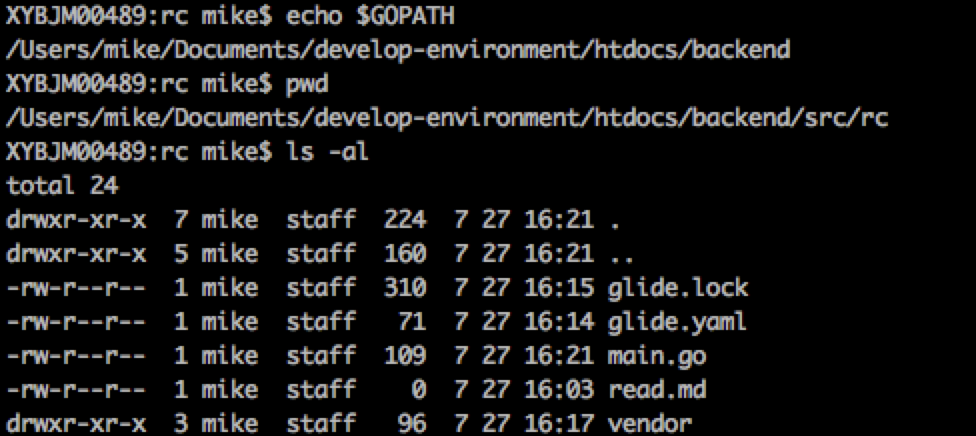 XYBJM00489:rc mike$ echo $GOPATH
/Users/mike/Documents/develop-environment/htdocs/backend
XYBJM00489:rc mike$ pwd
/Users/mike/Documents/develop-environment/htdocs/backend/src/rc
XYBJM00489:rc mike$ ls -al
total 24
drwxr-xr-x  7 mike  staff  224  7 27 16:21 .
drwxr-xr-x  5 mike  staff  160  7 27 16:21 ..
-rw-r--r--  1 mike  staff  310  7 27 16:15 glide.lock
-rw-r--r--  1 mike  staff   71  7 27 16:14 glide.yaml
-rw-r--r--  1 mike  staff  109  7 27 16:21 main.go
-rw-r--r--  1 mike  staff    0  7 27 16:03 read.md
drwxr-xr-x  3 mike  staff   96  7 27 16:17 vendor